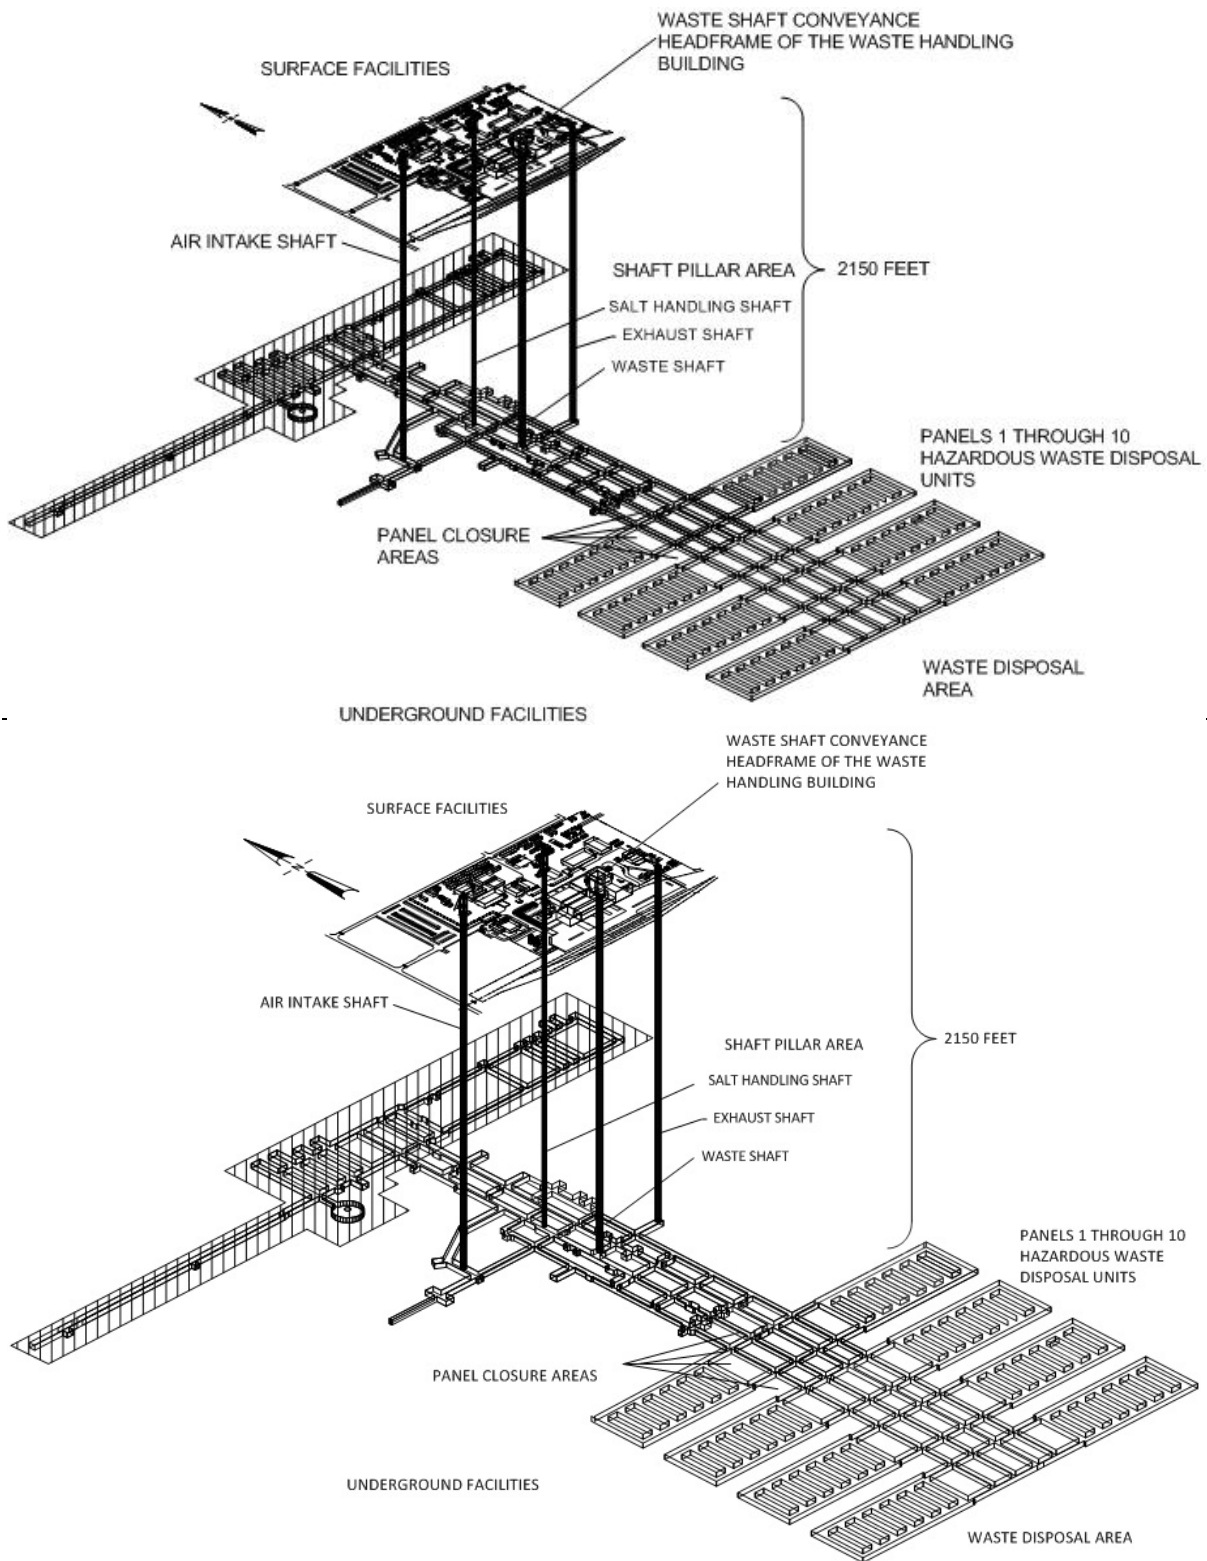 WASTE SHAFT CONVEYANCE
HEADFRAME OF THE WASTE HANDLING
BUILDING
SURFACE FACILITIES
AIR INTAKE SHAFT
SHAFT PILLAR AREA
2150 FEET
SALT HANDLING SHAFT
EXHAUST SHAFT
WASTE SHAFT
PANELS 1 THROUGH 10
HAZARDOUS WASTE DISPOSAL
UNITS
PANEL CLOSURE
AREAS
WASTE DISPOSAL
AREA
UNDERGROUND FACILITIES
WASTE SHAFT CONVEYANCE
HEADFRAME OF THE WASTE
HANDLING BUILDING
SURFACE FACILITIES
N
AIR INTAKE SHAFT
SHAFT PILLAR AREA
2150 FEET
SALT HANDLING SHAFT
EXHAUST SHAFT
WASTE SHAFT
PANELS 1 THROUGH 10
HAZARDOUS WASTE
DISPOSAL UNITS
PANEL CLOSURE AREAS
UNDERGROUND FACILITIES
WASTE DISPOSAL AREA